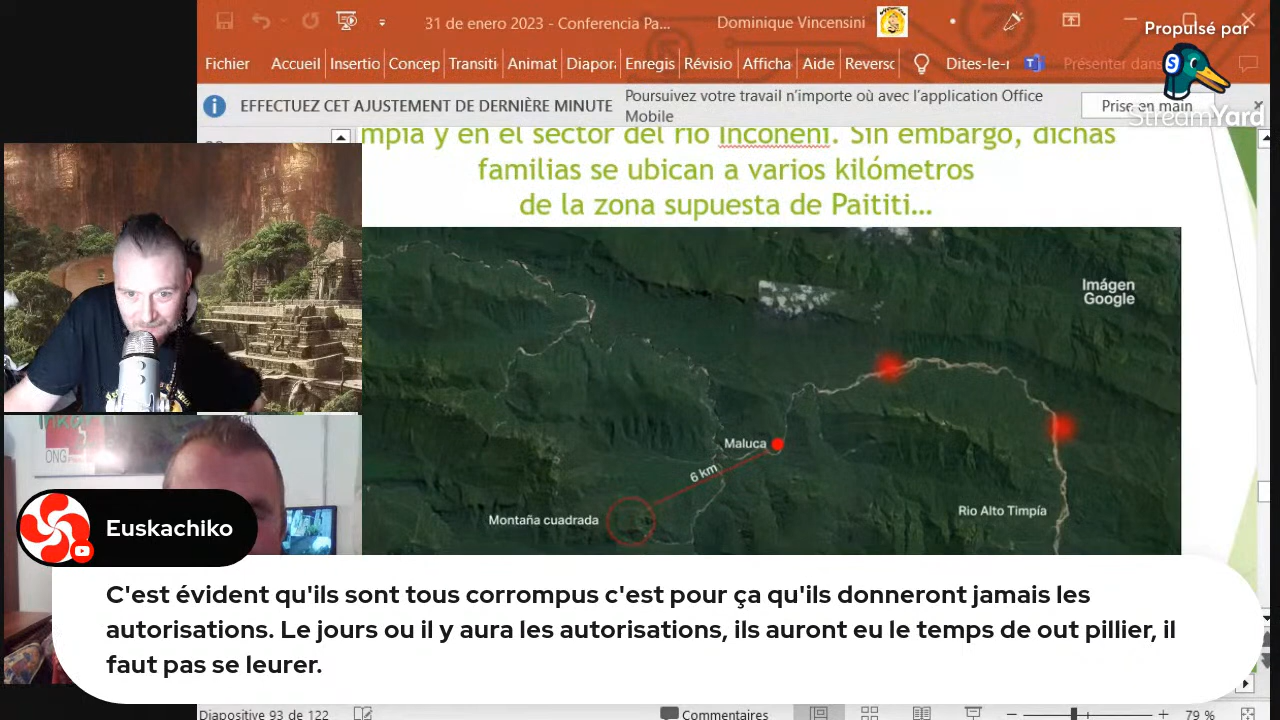 31 de enero 2023 - Conferencia Pa...
Dominique Vincensini
Propulsé par
StreamYard
Fichier Accueil Insertio Concep Transiti Animat Diapora Enregis Révisio Afficha Aide Reversc Dites-le-r Présenter dans
EFFECTUEZ CET AJUSTEMENT DE DERNIÈRE MINUTE
Poursuivez votre travail n'importe où avec l'application Office
Mobile
Prise en main
mpia y en el sector del río Inconeni. Sin embargo, dichas
familias se ubican a varios kilómetros
de la zona supuesta de Paititi...
Imágen
Google
Maluca
6 km
Montaña cuadrada
Rio Alto Timpía
ONG
Euskachiko
C'est évident qu'ils sont tous corrompus c'est pour ça qu'ils donneront jamais les
autorisations. Le jours ou il y aura les autorisations, ils auront eu le temps de out pillier, il
faut pas se leurer.
Diapositive 93 de 122
Commentaires
79 %